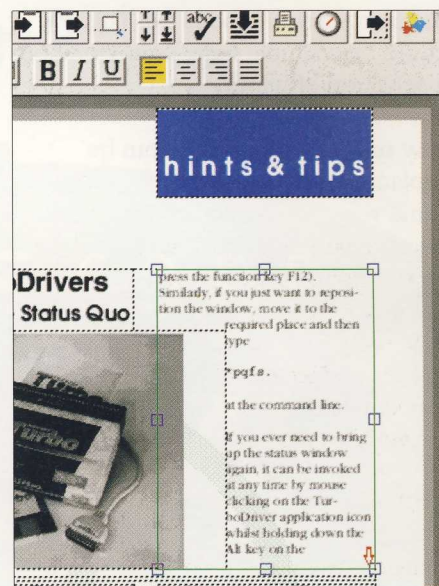 abc
B I U
hints & tips
oDrivers
Status Quo
press the function key F12).
Similarly, if you just want to reposi-
tion the window, move it to the
required place and then
type
*pqfs.
at the command line.
If you ever need to bring
up the status window
again, it can be invoked
at any time by mouse
clicking on the Tur-
boDriver application icon
whilst holding down the
Alt key on the
Turbo